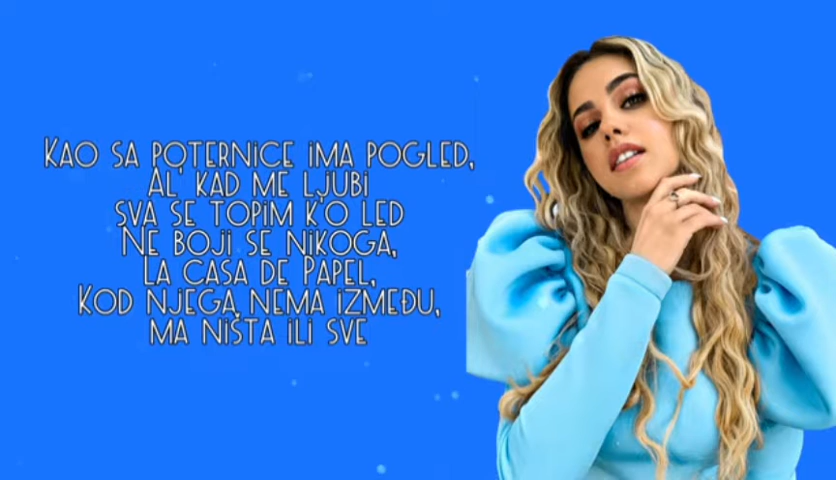 Kao sa poternice ima pogled,
Al' kad me ljubi
sva se topim k'o led
Ne boji se nikoga,
La casa de Papel,
Kod njega nema između,
ma ništa ili sve